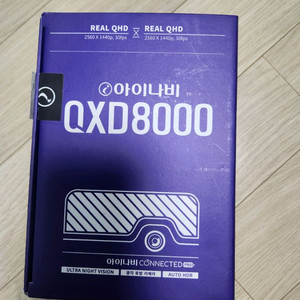 REAL QHD
2560 X 1440p, 30fps
REAL QHD
2560 X 1440p, 30fps
아이나비
QXD8000
아이나비 CONNECTED PRO
ULTRA NIGHT VISION
AUTO HDR